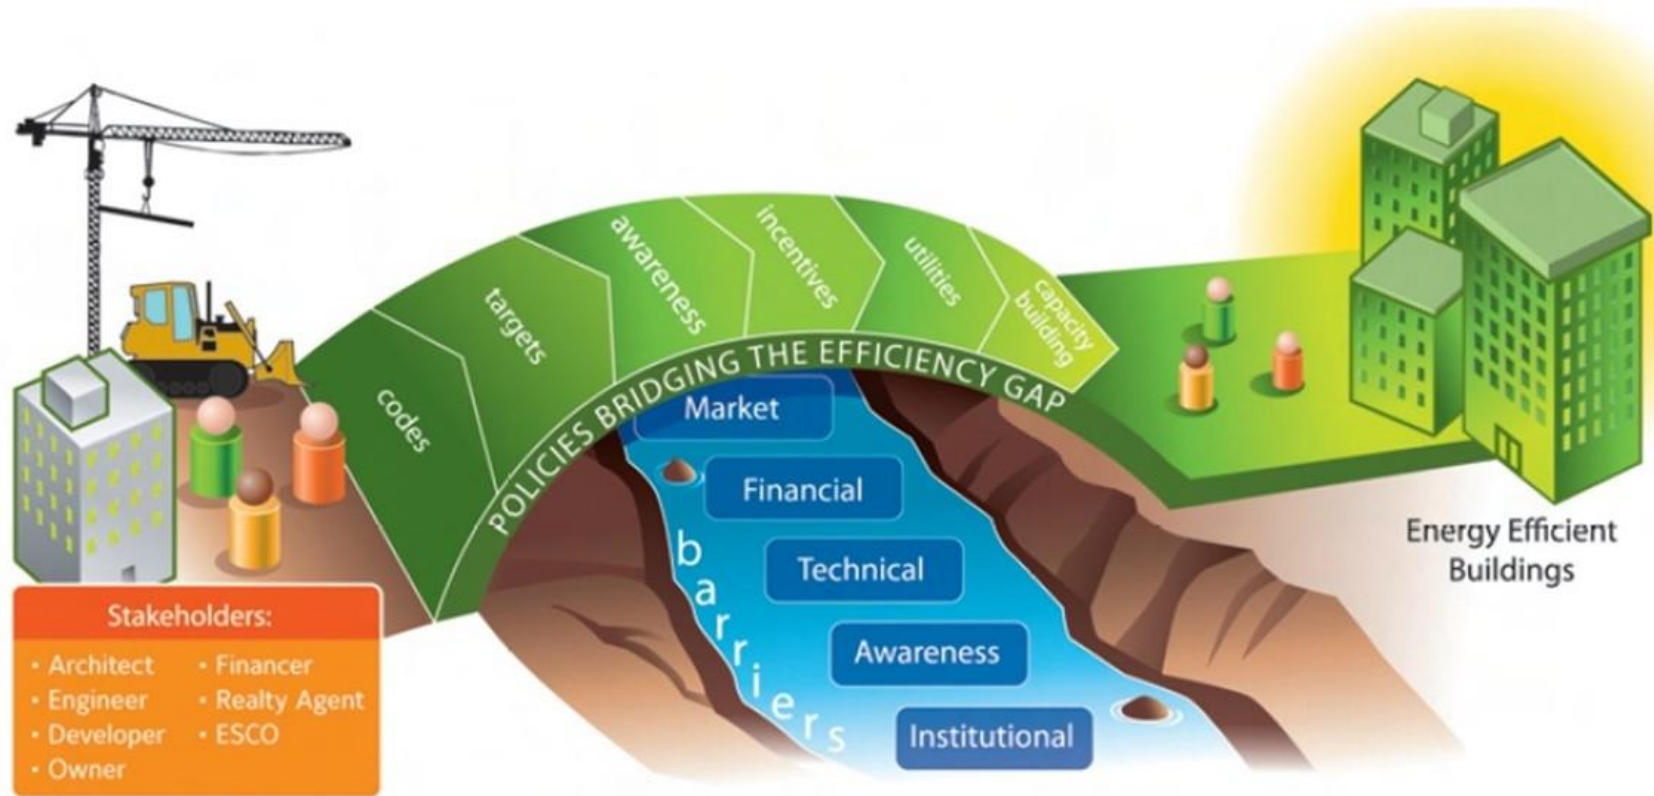 codes
targets
awareness
incentives
utilities
capacity
building
POLICIES BRIDGING THE EFFICIENCY GAP
barriers
Market
Financial
Technical
Awareness
Institutional
Energy Efficient
Buildings
Stakeholders:
· Architect
· Engineer
· Developer
· Owner
· Financer
· Realty Agent
· ESCO